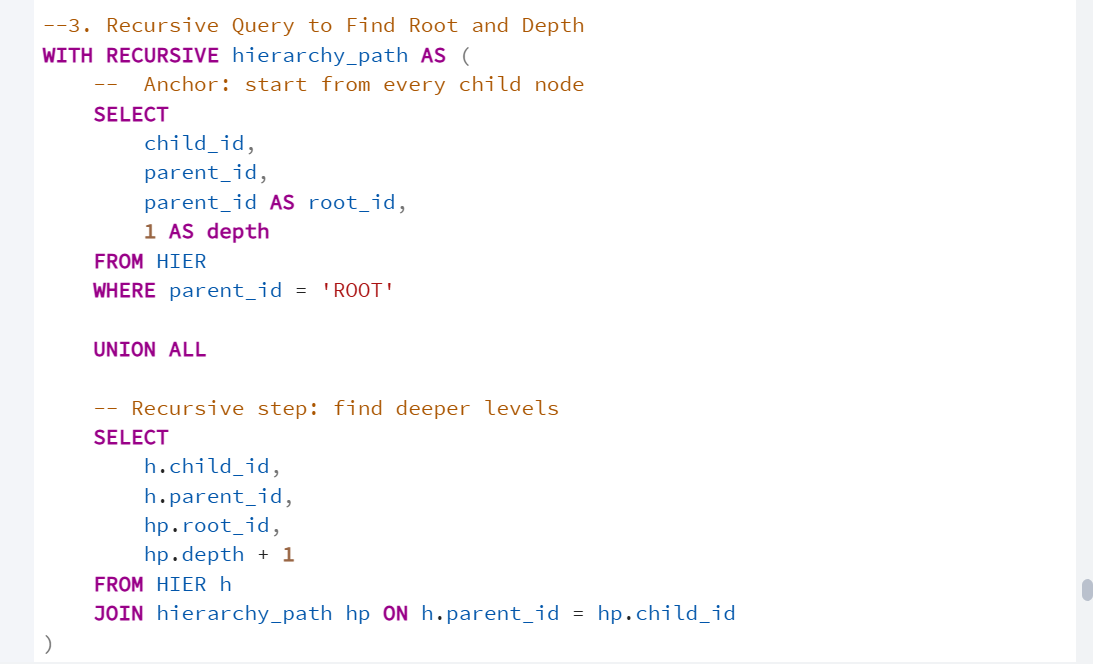 --3. Recursive Query to Find Root and Depth
WITH RECURSIVE hierarchy_path AS (
    --  Anchor: start from every child node
    SELECT
        child_id,
        parent_id,
        parent_id AS root_id,
        1 AS depth
    FROM HIER
    WHERE parent_id = 'ROOT'

    UNION ALL

    -- Recursive step: find deeper levels
    SELECT
        h.child_id,
        h.parent_id,
        hp.root_id,
        hp.depth + 1
    FROM HIER h
    JOIN hierarchy_path hp ON h.parent_id = hp.child_id
)